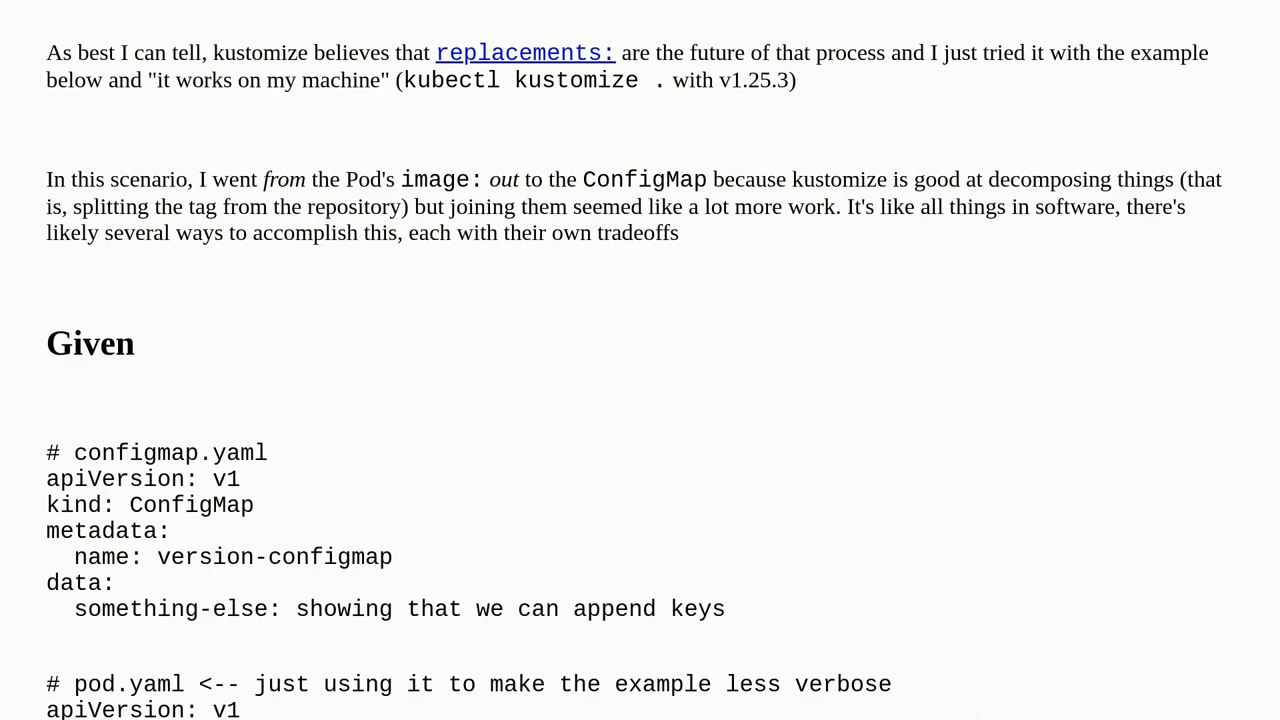 As best I can tell, kustomize believes that replacements: are the future of that process and I just tried it with the example
below and "it works on my machine" (kubectl kustomize . with v1.25.3)
In this scenario, I went from the Pod's image: out to the ConfigMap because kustomize is good at decomposing things (that
is, splitting the tag from the repository) but joining them seemed like a lot more work. It's like all things in software, there's
likely several ways to accomplish this, each with their own tradeoffs
Given
# configmap.yaml
apiVersion: v1
kind: ConfigMap
metadata:
  name: version-configmap
data:
  something-else: showing that we can append keys
# pod.yaml <-- just using it to make the example less verbose
apiVersion: v1